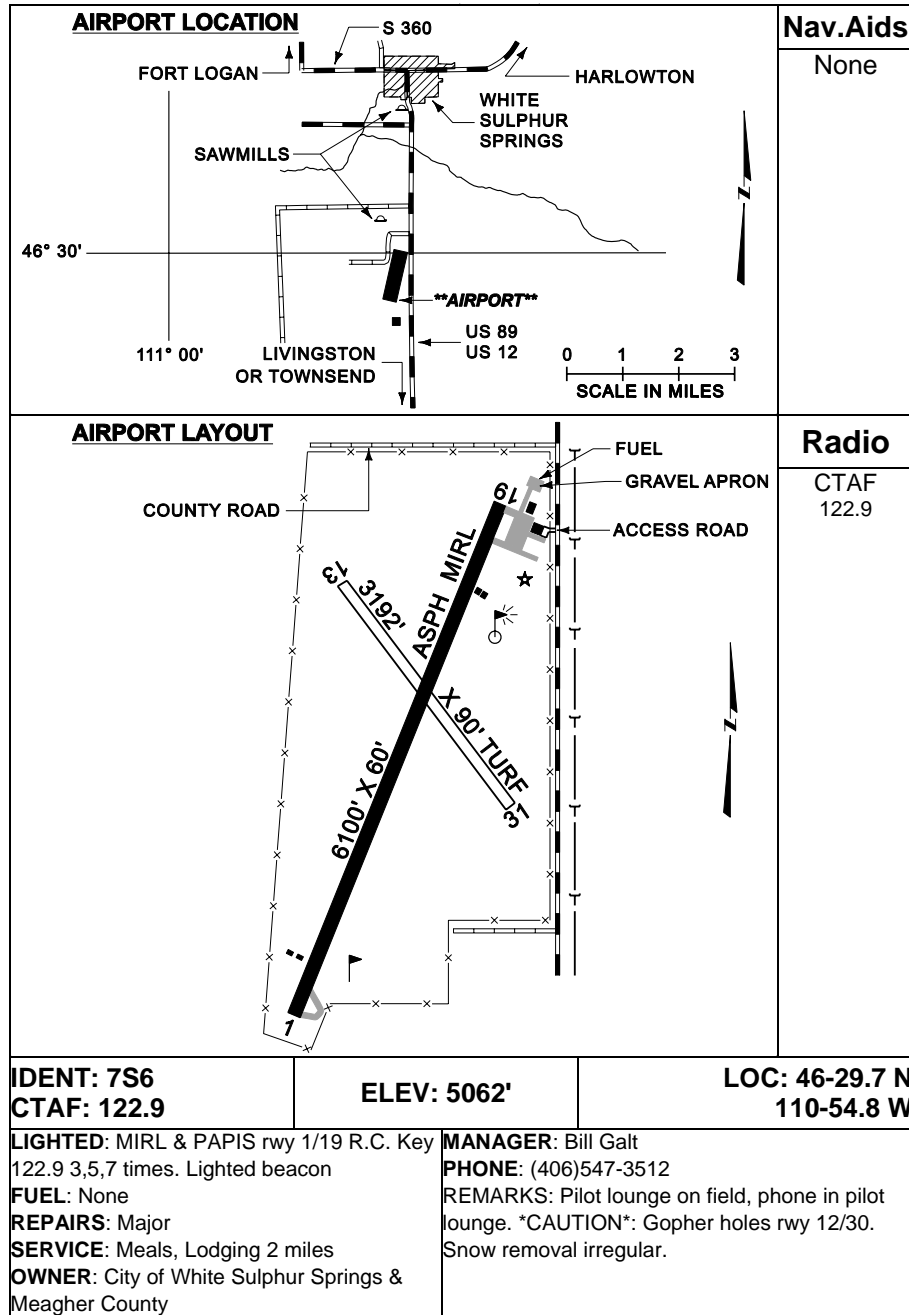 AIRPORT LOCATION
S 360
FORT LOGAN
HARLOWTON
WHITE
SULPHUR
SPRINGS
SAWMILLS
N
46° 30'
**AIRPORT**
111° 00'
LIVINGSTON
OR TOWNSEND
US 89
US 12
0 1 2 3
SCALE IN MILES
Nav.Aids
None
AIRPORT LAYOUT
COUNTY ROAD
FUEL
GRAVEL APRON
ACCESS ROAD
19
ASPH MIRL
13
3192'
X 90' TURF
31
6100' X 60'
1
N
Radio
CTAF
122.9
IDENT: 7S6
CTAF: 122.9
ELEV: 5062'
LOC: 46-29.7 N
110-54.8 W
LIGHTED: MIRL & PAPIS rwy 1/19 R.C. Key
122.9 3,5,7 times. Lighted beacon
FUEL: None
REPAIRS: Major
SERVICE: Meals, Lodging 2 miles
OWNER: City of White Sulphur Springs &
Meagher County
MANAGER: Bill Galt
PHONE: (406)547-3512
REMARKS: Pilot lounge on field, phone in pilot
lounge. *CAUTION*: Gopher holes rwy 12/30.
Snow removal irregular.